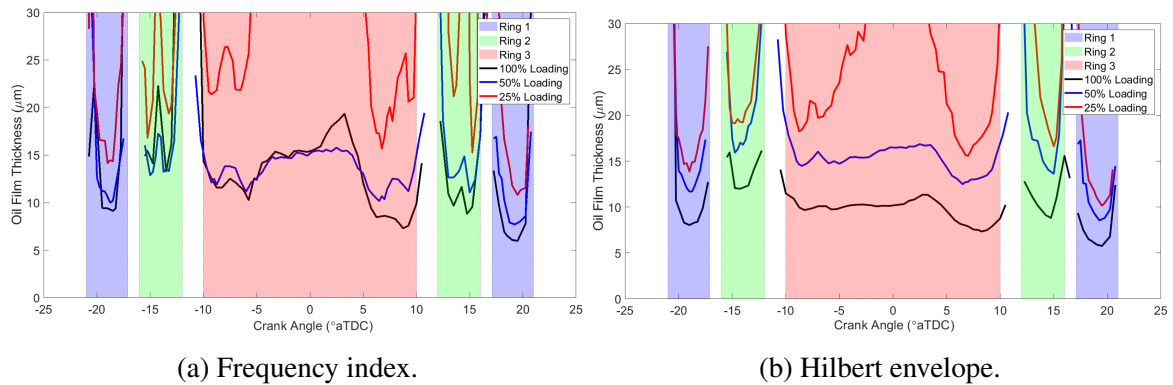 30
25
20
15
10
5
0
Oil Film Thickness (μm)
-25 -20 -15 -10 -5 0 5 10 15 20 25
Crank Angle (°aTDC)
Ring 1
Ring 2
Ring 3
100% Loading
50% Loading
25% Loading
(a) Frequency index.
30
25
20
15
10
5
0
Oil Film Thickness (μm)
-25 -20 -15 -10 -5 0 5 10 15 20 25
Crank Angle (°aTDC)
Ring 1
Ring 2
Ring 3
100% Loading
50% Loading
25% Loading
(b) Hilbert envelope.